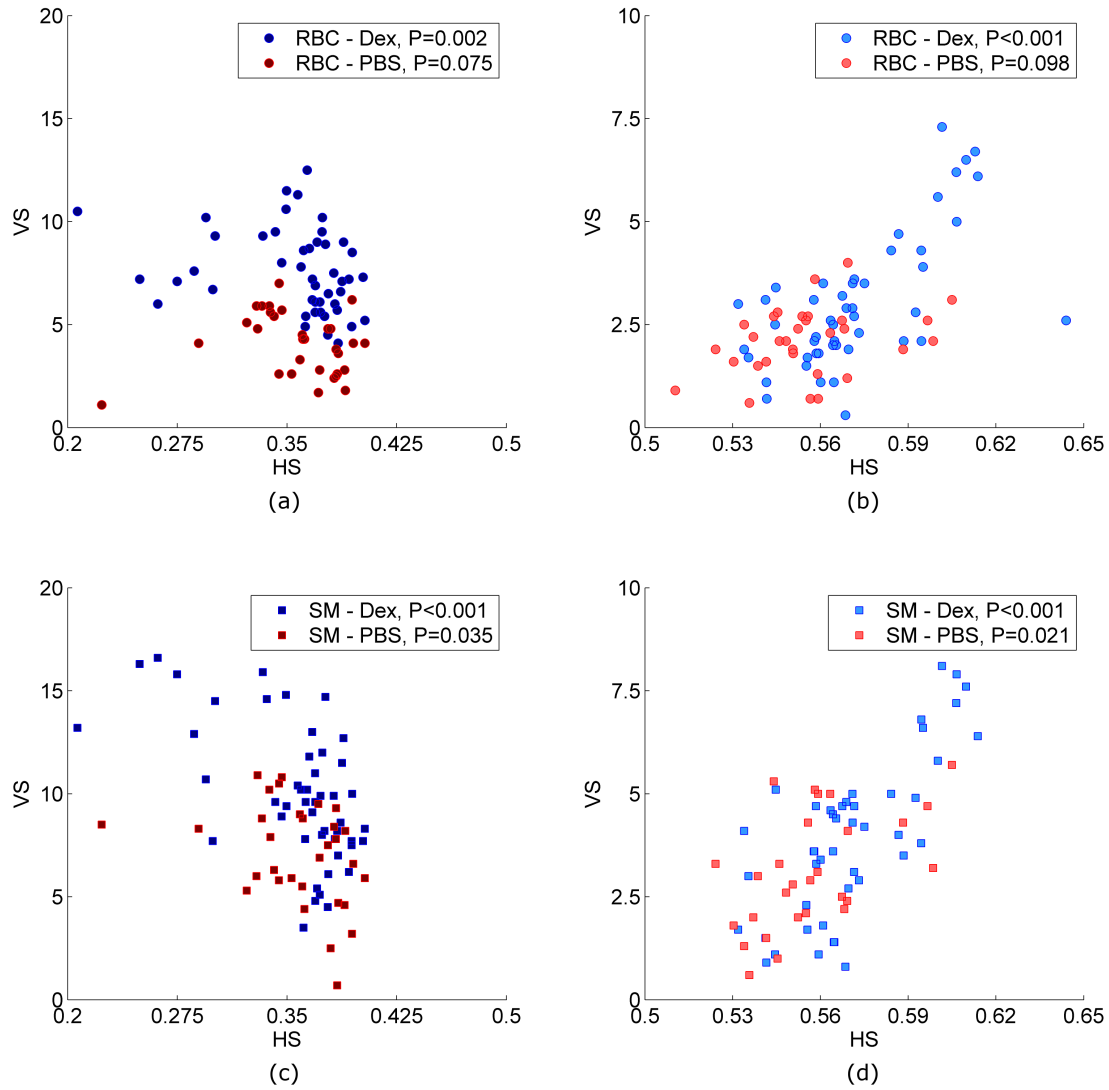 20
15
10
5
0
VS
0.2 0.275 0.35 0.425 0.5
HS
RBC - Dex, P=0.002
RBC - PBS, P=0.075
(a)
10
7.5
5
2.5
0
VS
0.5 0.53 0.56 0.59 0.62 0.65
HS
RBC - Dex, P<0.001
RBC - PBS, P=0.098
(b)
20
15
10
5
0
VS
0.2 0.275 0.35 0.425 0.5
HS
SM - Dex, P<0.001
SM - PBS, P=0.035
(c)
10
7.5
5
2.5
0
VS
0.5 0.53 0.56 0.59 0.62 0.65
HS
SM - Dex, P<0.001
SM - PBS, P=0.021
(d)